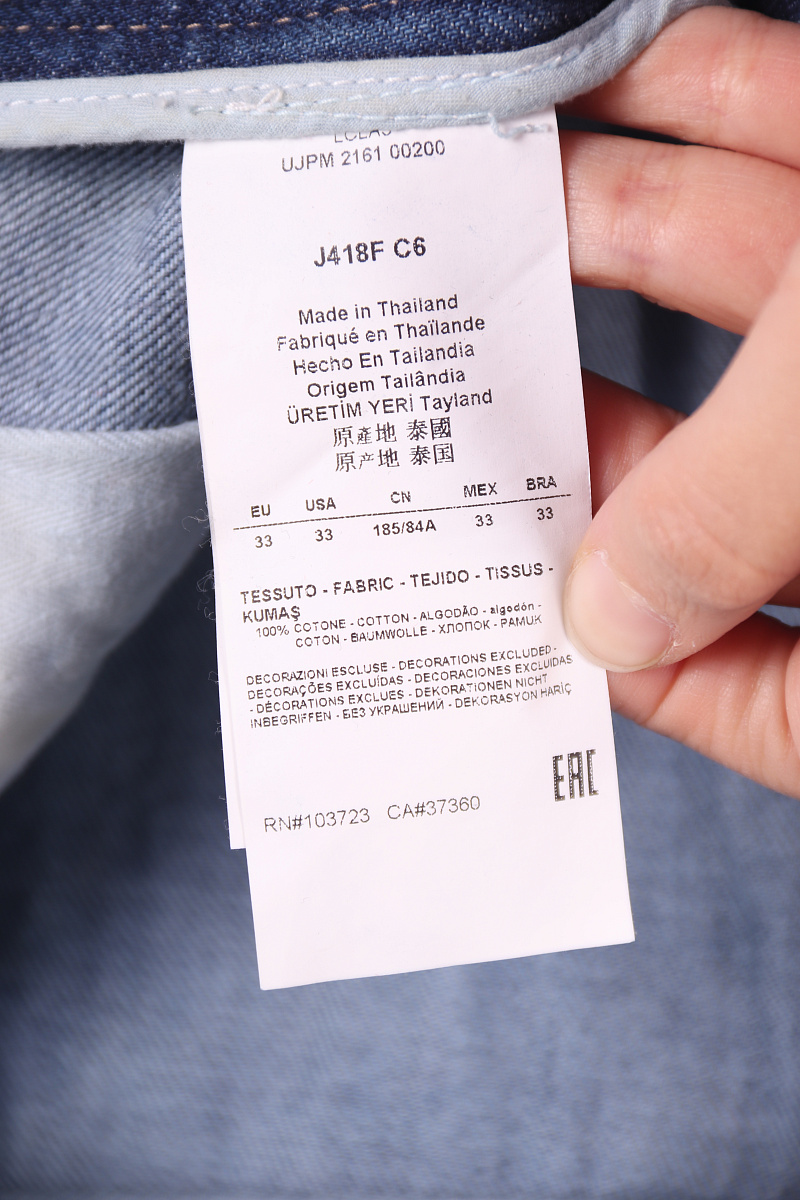 UJPM 2161 00200
J418F C6
Made in Thailand
Fabriqué en Thaïlande
Hecho En Tailandia
Origem Tailândia
ÜRETİM YERİ Tayland
原產地 泰國
原产地 泰国
EU USA CN MEX BRA
33 33 185/84A 33 33
TESSUTO - FABRIC - TEJIDO - TISSUS -
KUMAŞ
100% COTONE - COTTON - ALGODÃO - algodón -
COTON - BAUMWOLLE - ХЛОПОК - PAMUK
DECORAZIONI ESCLUSE - DECORATIONS EXCLUDED -
DECORAÇÕES EXCLUÍDAS - DECORACIONES EXCLUIDAS
- DÉCORATIONS EXCLUES - DEKORATIONEN NICHT
INBEGRIFFEN - БЕЗ УКРАШЕНИЙ - DEKORASYON HARİÇ
EAC
RN#103723 CA#37360